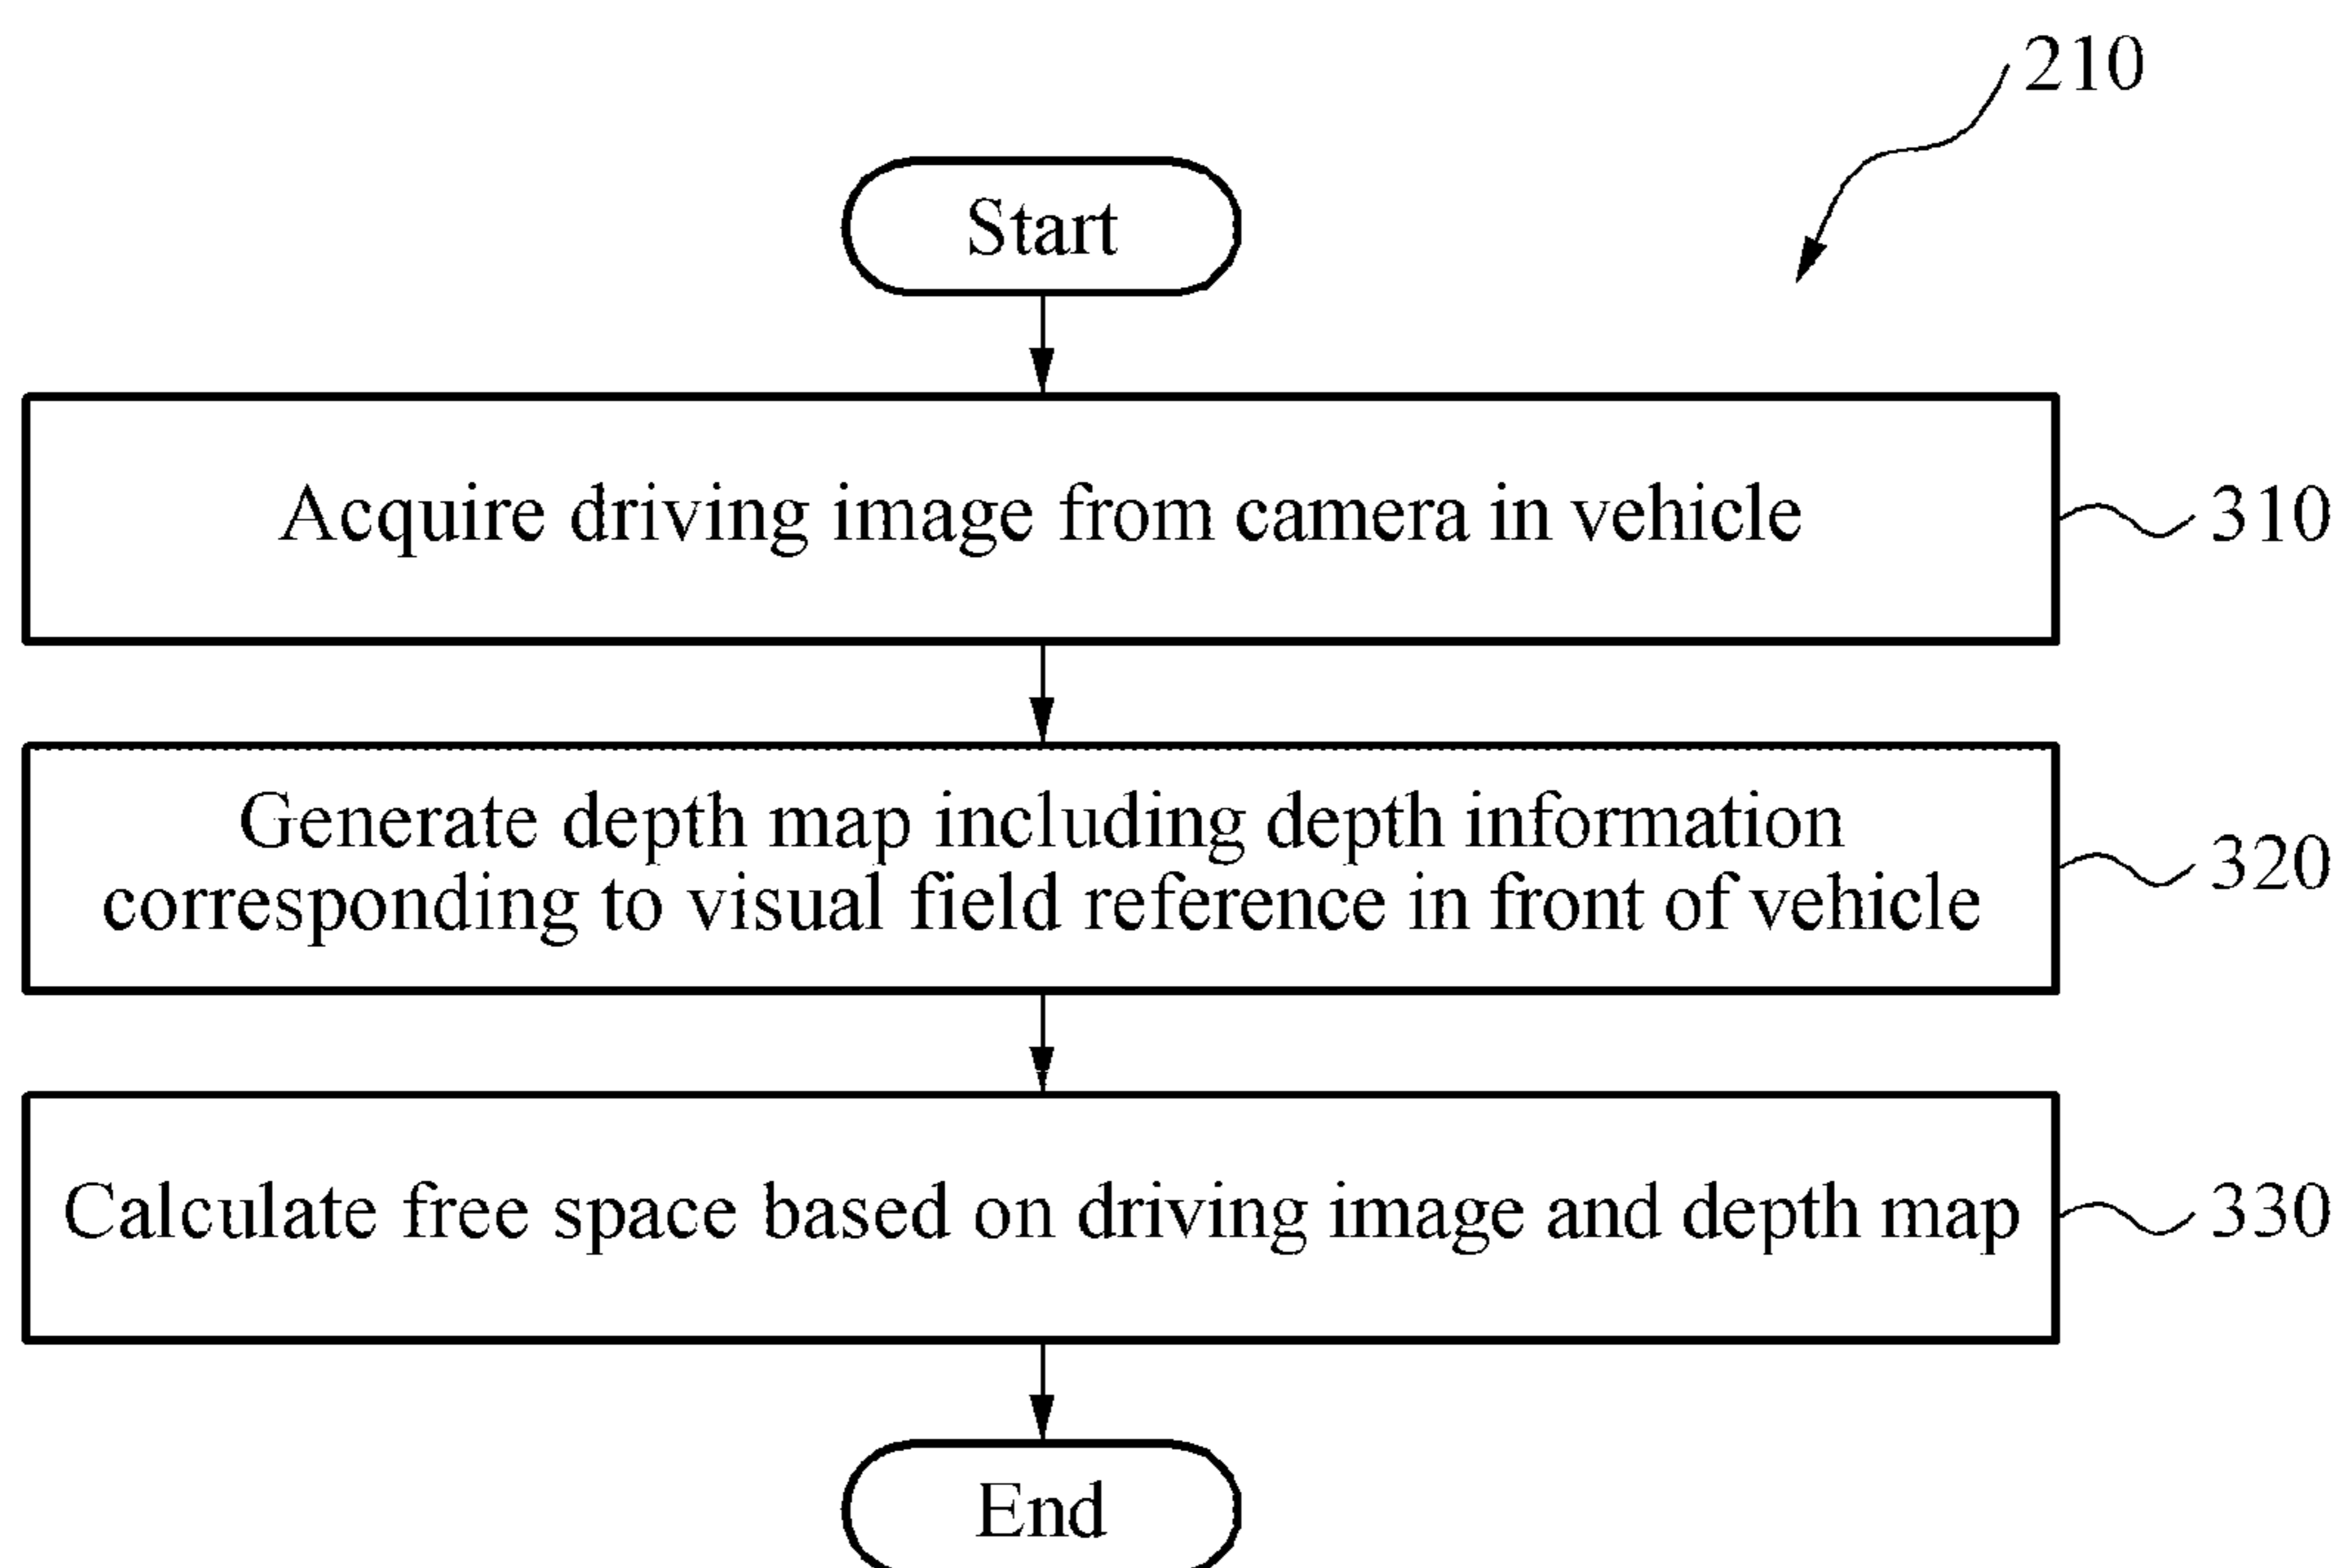 210
Start
Acquire driving image from camera in vehicle
310
Generate depth map including depth information
corresponding to visual field reference in front of vehicle
320
Calculate free space based on driving image and depth map
330
End